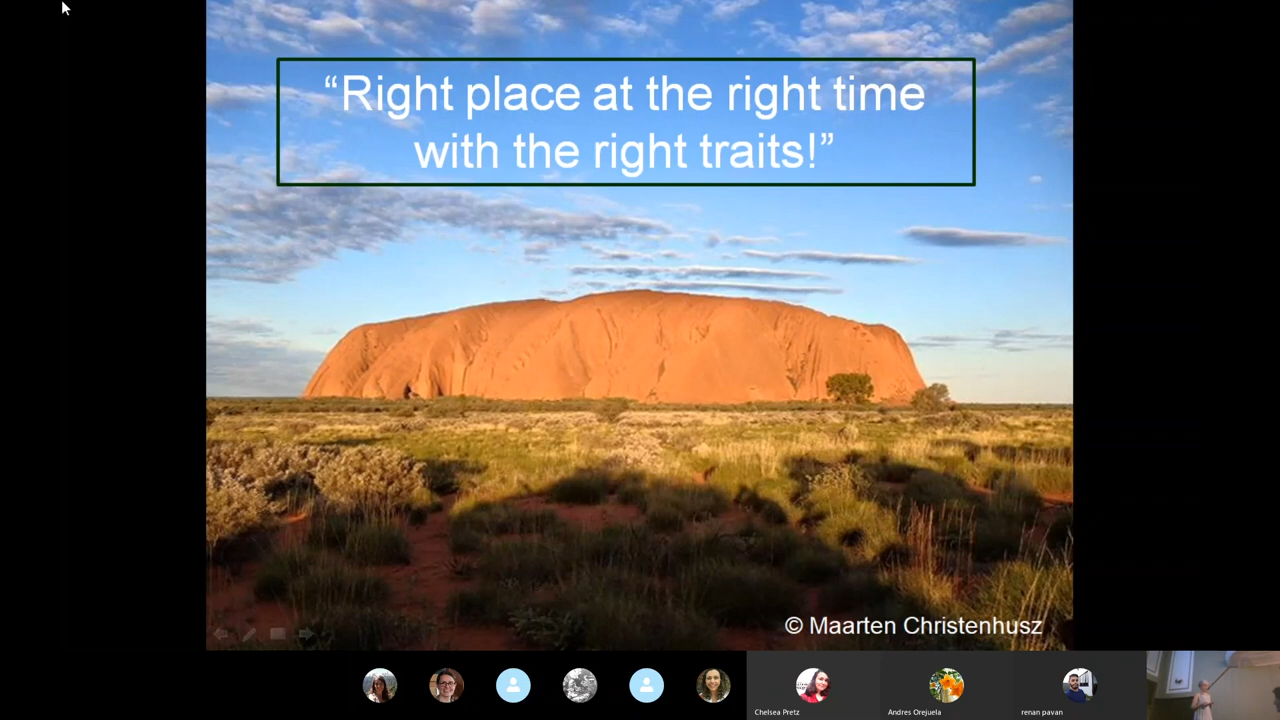 “Right place at the right time
with the right traits!”
© Maarten Christenhusz
Chelsea Pretz
Andres Orejuela
renan pavan